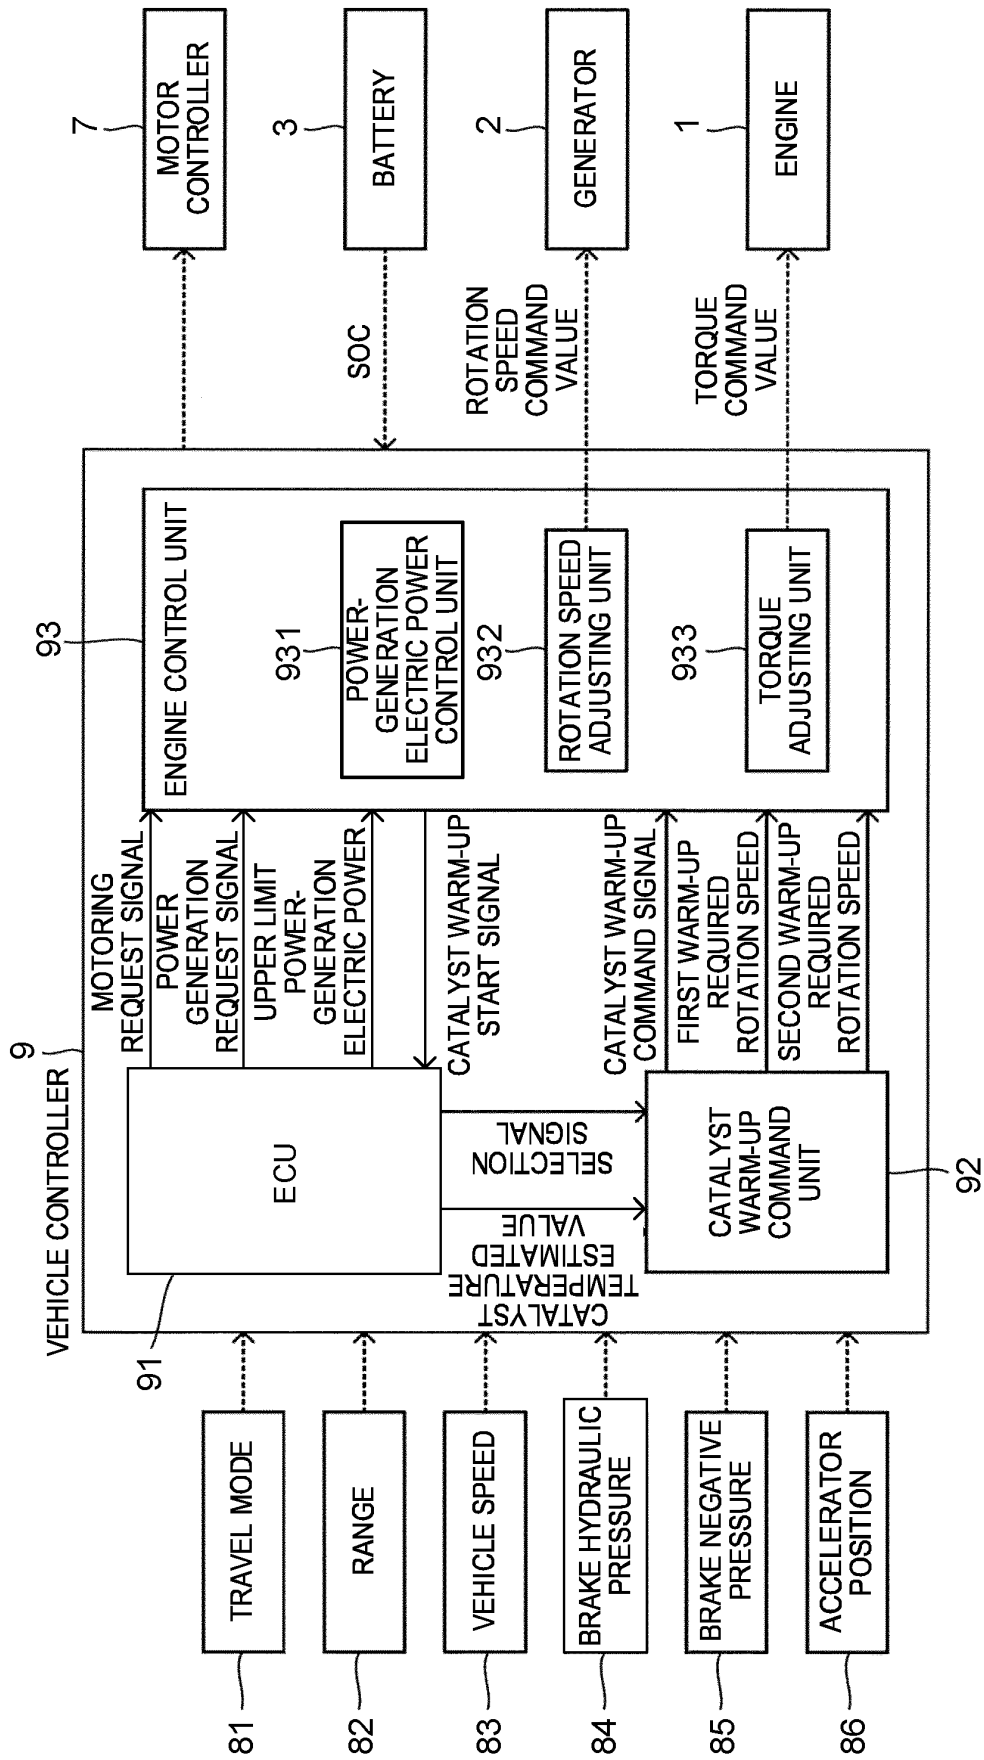 VEHICLE CONTROLLER
9
81
TRAVEL MODE
82
RANGE
83
VEHICLE SPEED
84
BRAKE HYDRAULIC
PRESSURE
85
BRAKE NEGATIVE
PRESSURE
86
ACCELERATOR
POSITION
91
ECU
CATALYST
TEMPERATURE
ESTIMATED
VALUE
SELECTION
SIGNAL
CATALYST
WARM-UP
COMMAND
UNIT
92
MOTORING
REQUEST SIGNAL
POWER
GENERATION
REQUEST SIGNAL
UPPER LIMIT
POWER-
GENERATION
ELECTRIC POWER
CATALYST WARM-UP
START SIGNAL
CATALYST WARM-UP
COMMAND SIGNAL
FIRST WARM-UP
REQUIRED
ROTATION SPEED
SECOND WARM-UP
REQUIRED
ROTATION SPEED
93
ENGINE CONTROL UNIT
931
POWER-
GENERATION
ELECTRIC POWER
CONTROL UNIT
932
ROTATION SPEED
ADJUSTING UNIT
933
TORQUE
ADJUSTING UNIT
SOC
ROTATION
SPEED
COMMAND
VALUE
TORQUE
COMMAND
VALUE
7
MOTOR
CONTROLLER
3
BATTERY
2
GENERATOR
1
ENGINE